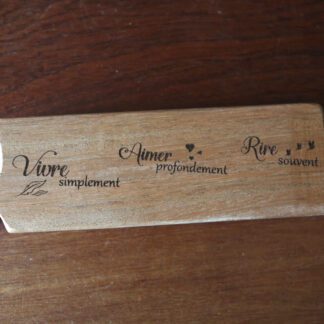 Vivre
simplement
Aimer
profondement
Rire
souvent